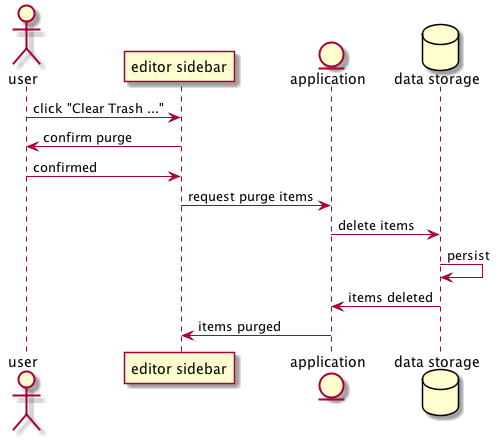 user
editor sidebar
application
data storage
click "Clear Trash ..."
confirm purge
confirmed
request purge items
delete items
persist
items deleted
items purged
user
editor sidebar
application
data storage